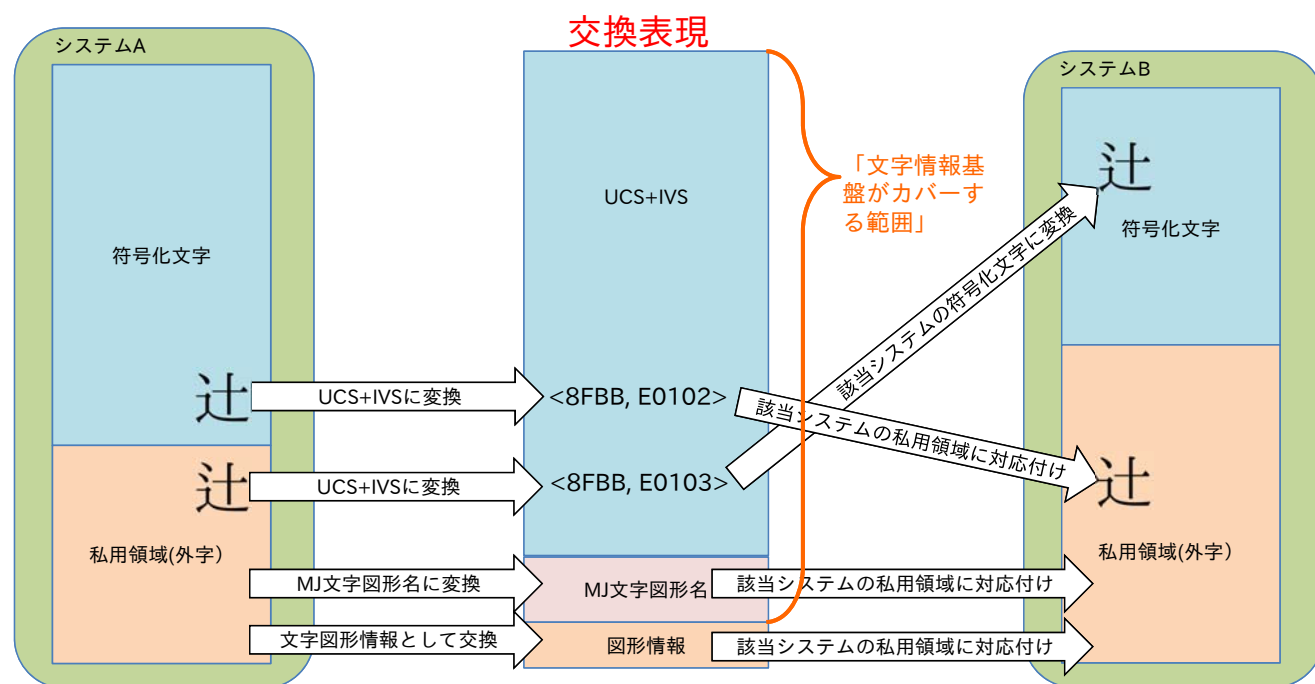 交換表現
システムA
符号化文字
辻
辻
私用領域(外字)
UCS+IVSに変換
UCS+IVSに変換
MJ文字図形名に変換
文字図形情報として交換
UCS+IVS
<8FBB, E0102>
<8FBB, E0103>
MJ文字図形名
図形情報
「文字情報基
盤がカバーす
る範囲」
該当システムの符号化文字に変換
該当システムの私用領域に対応付け
該当システムの私用領域に対応付け
該当システムの私用領域に対応付け
システムB
辻
符号化文字
辻
私用領域(外字)